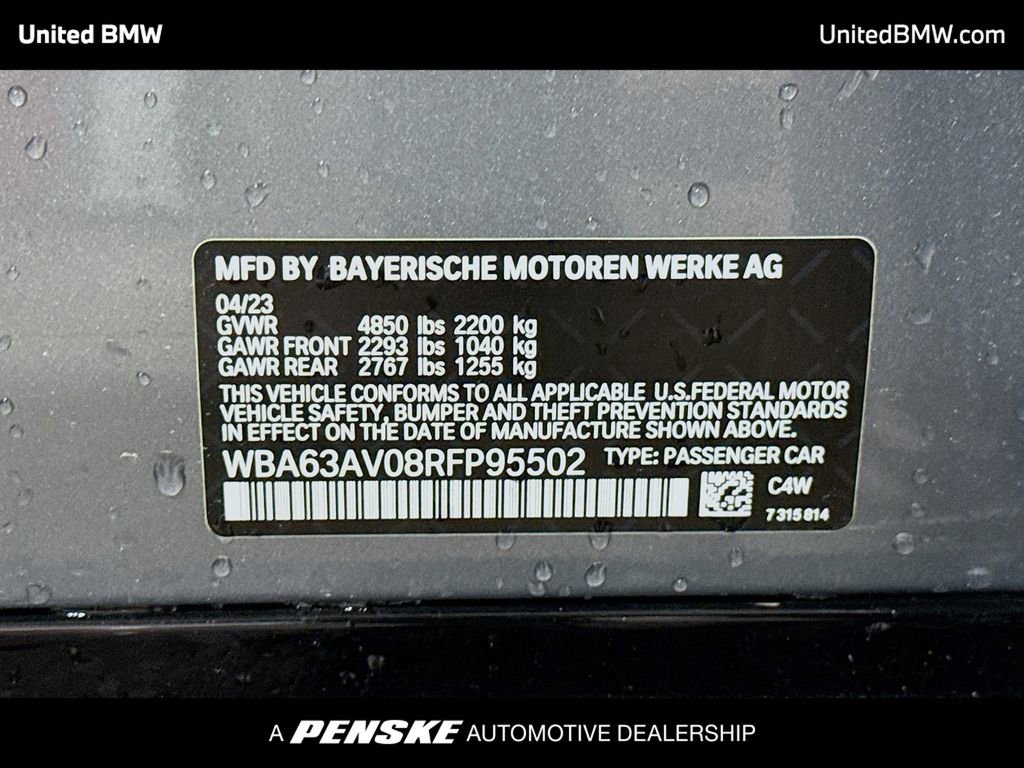 United BMW
UnitedBMW.com
MFD BY BAYERISCHE MOTOREN WERKE AG
04/23
GVWR 4850 lbs 2200 kg
GAWR FRONT 2293 lbs 1040 kg
GAWR REAR 2767 lbs 1255 kg
THIS VEHICLE CONFORMS TO ALL APPLICABLE U.S.FEDERAL MOTOR
VEHICLE SAFETY, BUMPER AND THEFT PREVENTION STANDARDS
IN EFFECT ON THE DATE OF MANUFACTURE SHOWN ABOVE.
WBA63AV08RFP95502 TYPE: PASSENGER CAR
C4W
7315814
A PENSKE AUTOMOTIVE DEALERSHIP